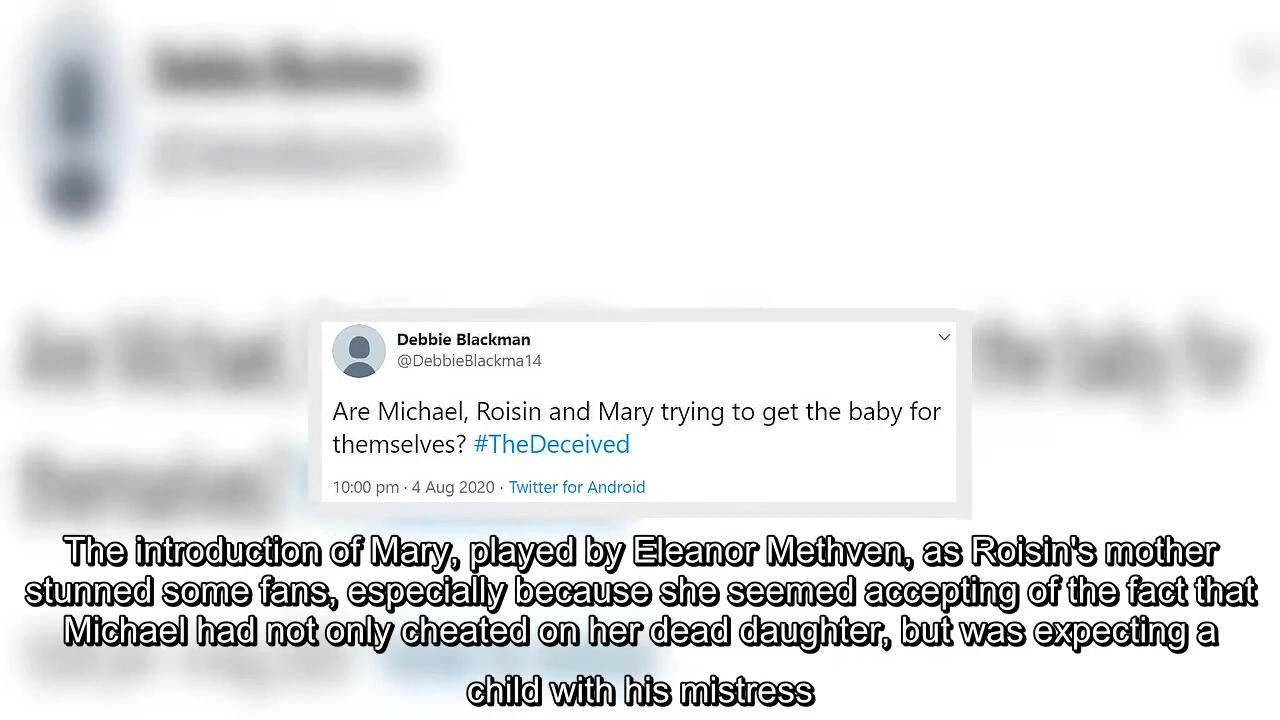 Debbie Blackman
@DebbieBlackma14
Are Michael, Roisin and Mary trying to get the baby for
themselves? #TheDeceived
10:00 pm · 4 Aug 2020 · Twitter for Android
The introduction of Mary, played by Eleanor Methven, as Roisin's mother
stunned some fans, especially because she seemed accepting of the fact that
Michael had not only cheated on her dead daughter, but was expecting a
child with his mistress